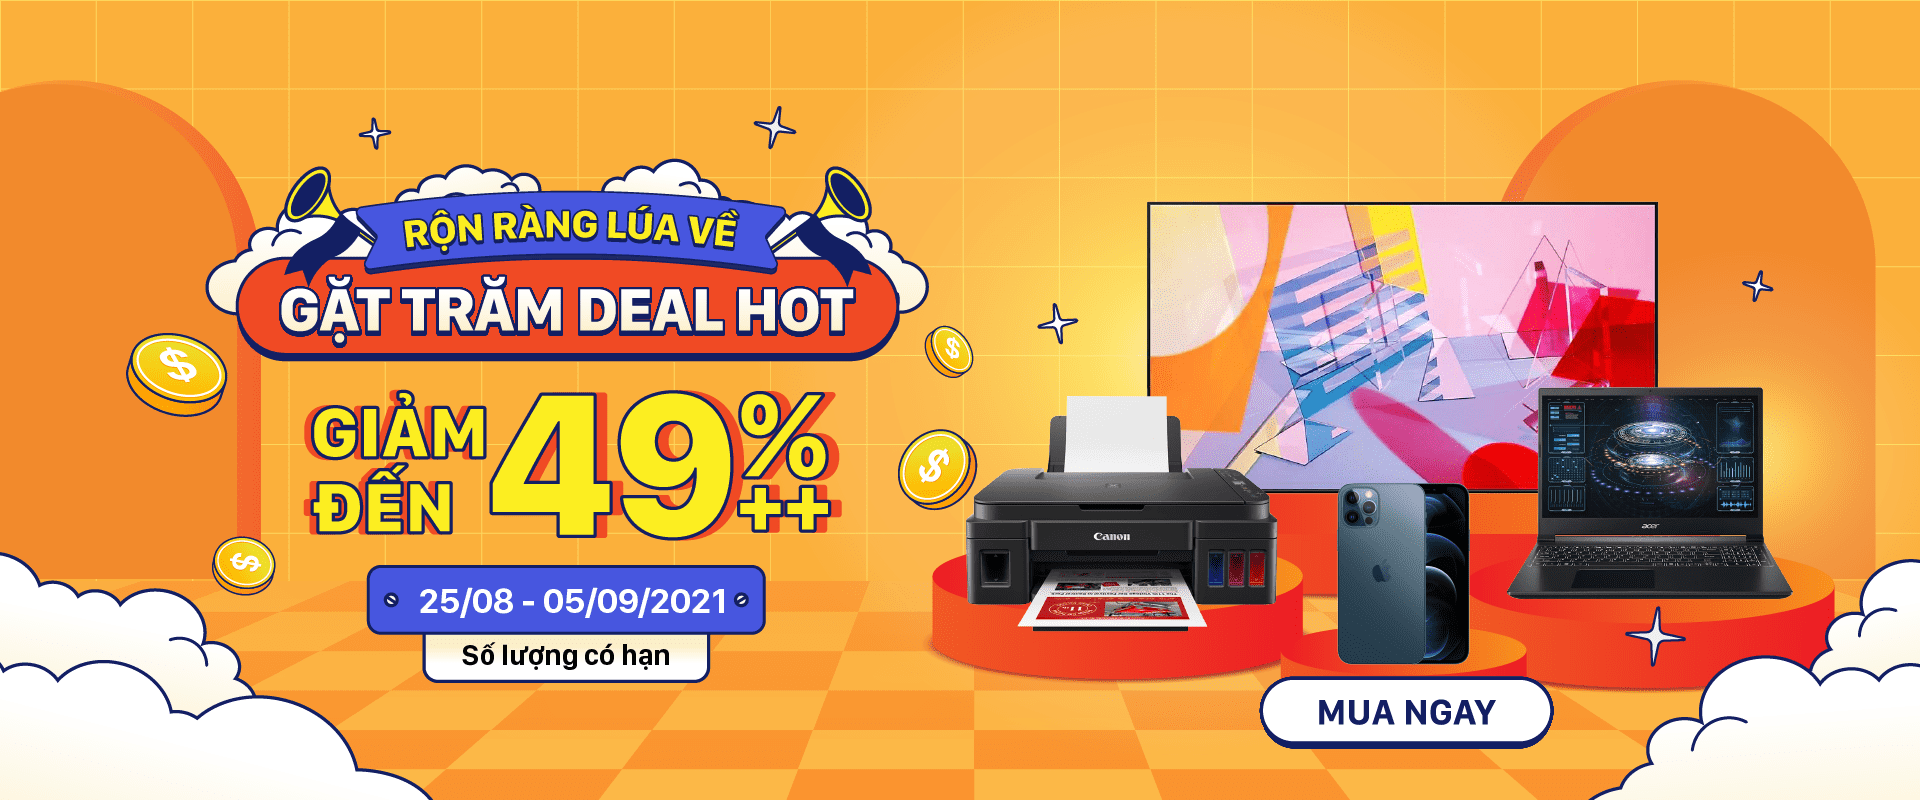 RỘN RÀNG LÚA VỀ
GẶT TRĂM DEAL HOT
GIẢM
ĐẾN
49%++
25/08 - 05/09/2021
Số lượng có hạn
Canon
acer
MUA NGAY